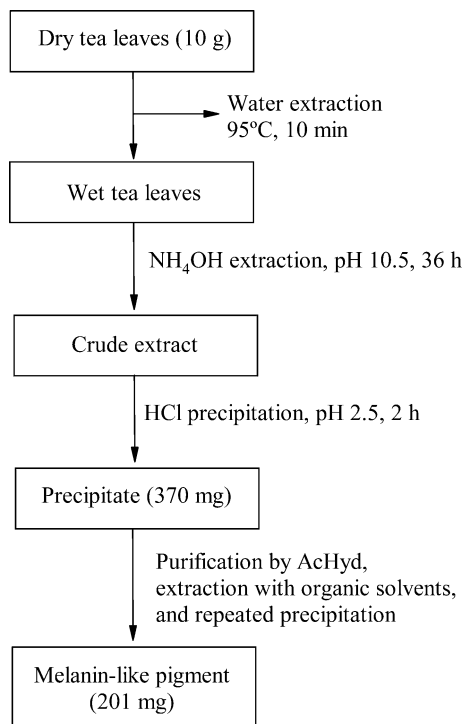 Dry tea leaves (10 g)
Water extraction
95ºC, 10 min
Wet tea leaves
NH₄OH extraction, pH 10.5, 36 h
Crude extract
HCl precipitation, pH 2.5, 2 h
Precipitate (370 mg)
Purification by AcHyd,
extraction with organic solvents,
and repeated precipitation
Melanin-like pigment
(201 mg)